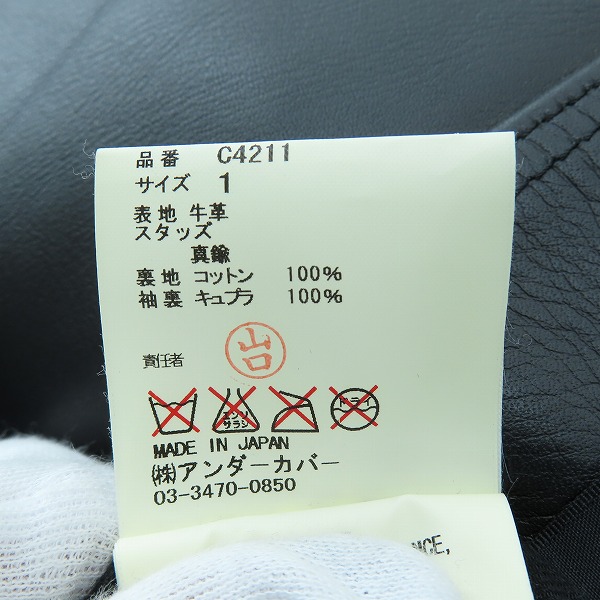 品番 C4211
サイズ 1
表地 牛革
スタッズ
真鍮
裏地 コットン 100%
袖裏 キュプラ 100%
責任者 山口
エンソ サラシ ドライ
MADE IN JAPAN
(株)アンダーカバー
03-3470-0850
NCE,